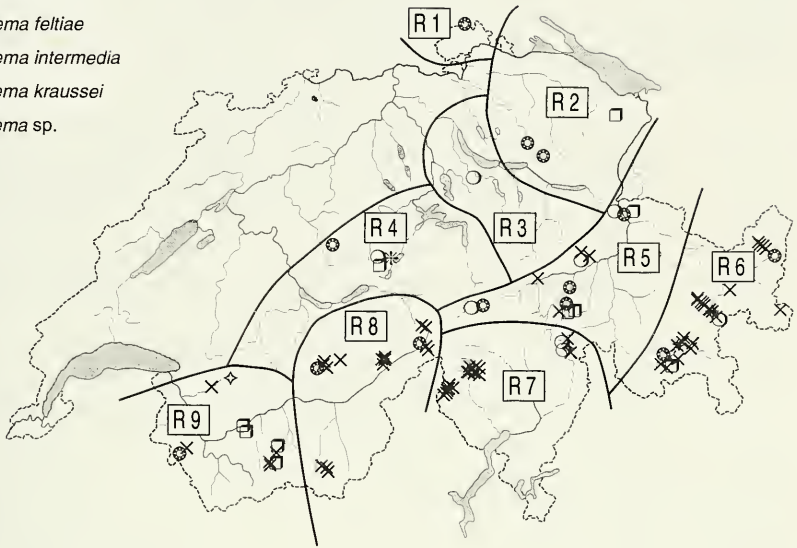 ema feltiae
ema intermedia
ema kraussei
ema sp.
R 1
R 2
R 3
R 4
R 5
R 6
R 7
R 8
R 9